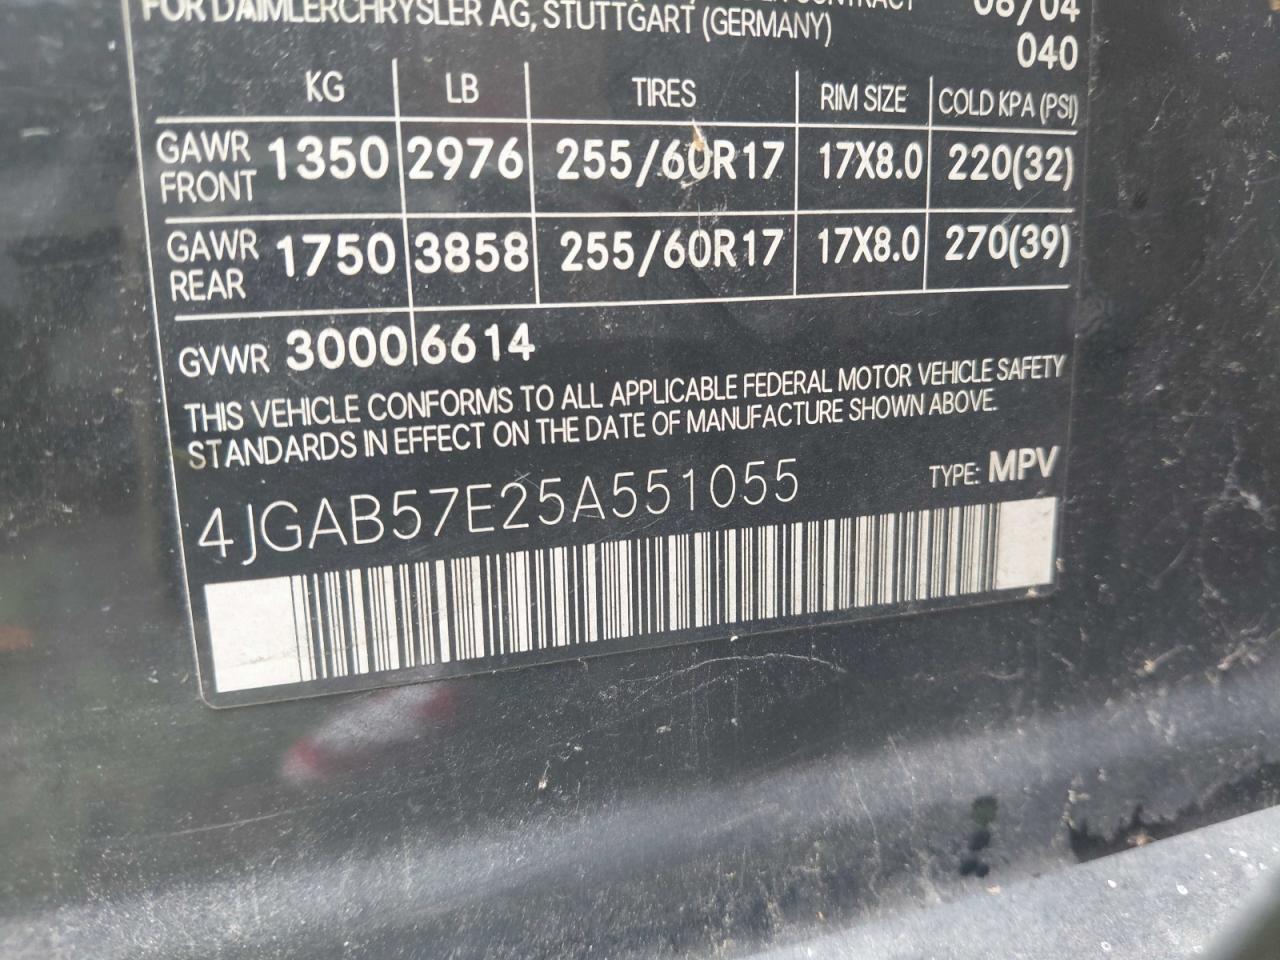 CONTRACT
FOR DAIMLERCHRYSLER AG, STUTTGART (GERMANY)
08/04
040
KG LB TIRES RIM SIZE COLD KPA (PSI)
GAWR FRONT 1350 2976 255/60R17 17X8.0 220(32)
GAWR REAR 1750 3858 255/60R17 17X8.0 270(39)
GVWR 3000 6614
THIS VEHICLE CONFORMS TO ALL APPLICABLE FEDERAL MOTOR VEHICLE SAFETY
STANDARDS IN EFFECT ON THE DATE OF MANUFACTURE SHOWN ABOVE.
4JGAB57E25A551055 TYPE: MPV